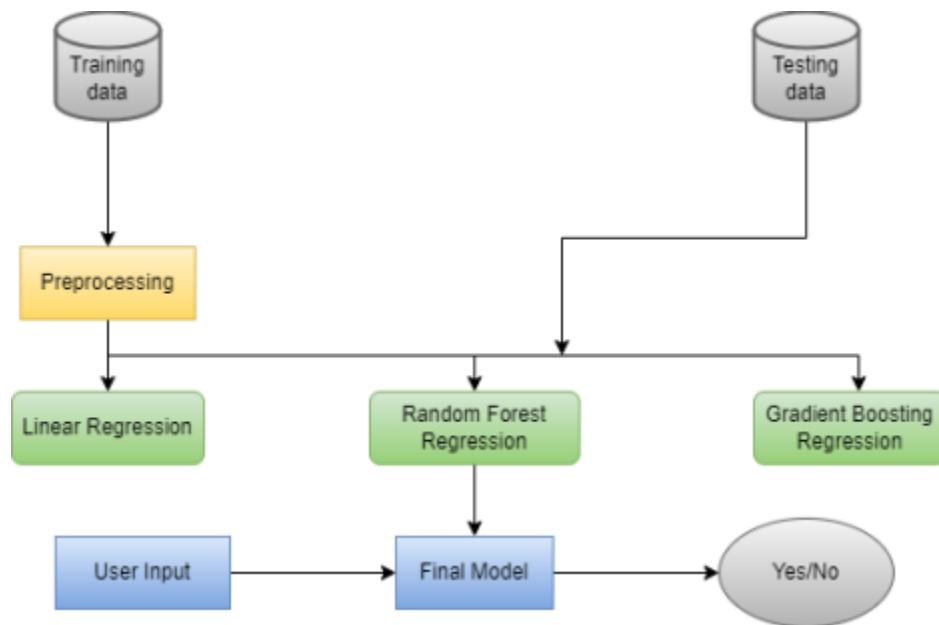 Training
data
Testing
data
Preprocessing
Linear Regression
Random Forest
Regression
Gradient Boosting
Regression
User Input
Final Model
Yes/No